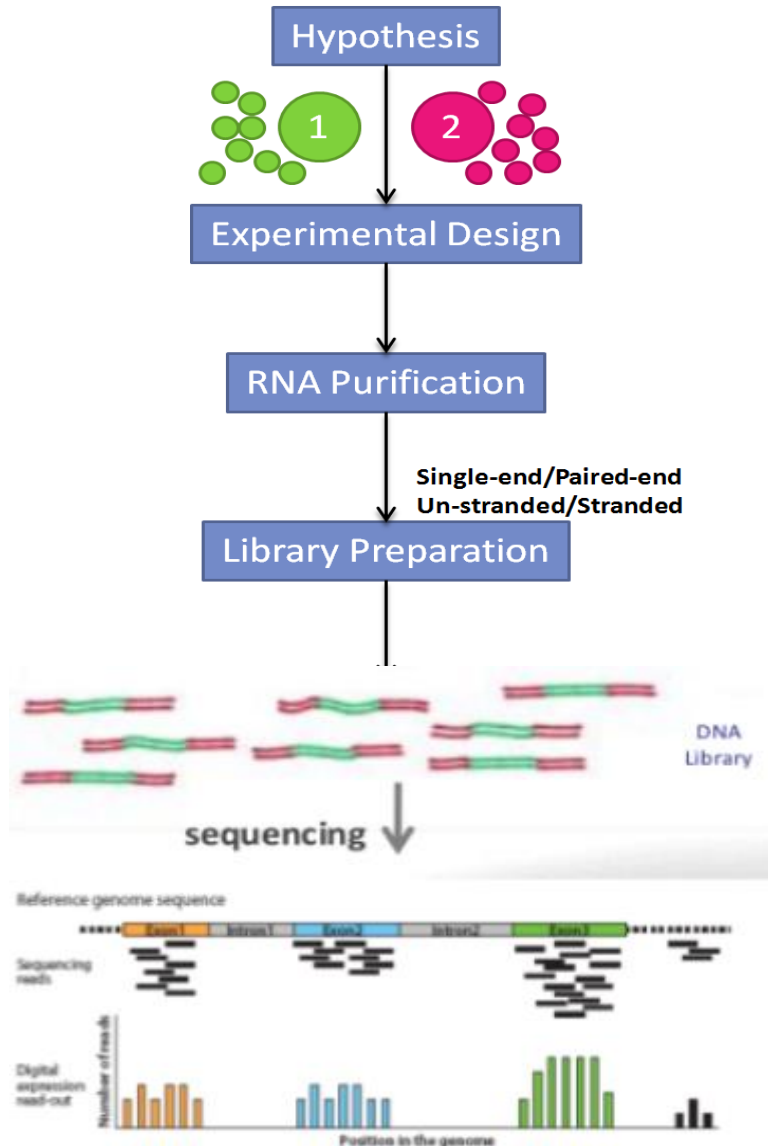 Hypothesis
1
2
Experimental Design
RNA Purification
Single-end/Paired-end
Un-stranded/Stranded
Library Preparation
DNA
Library
sequencing
Reference genome sequence
Exon1 Intron1 Exon2 Intron2 Exon3
Sequencing
reads
Number of reads
Digital
expression
read-out
Position in the genome